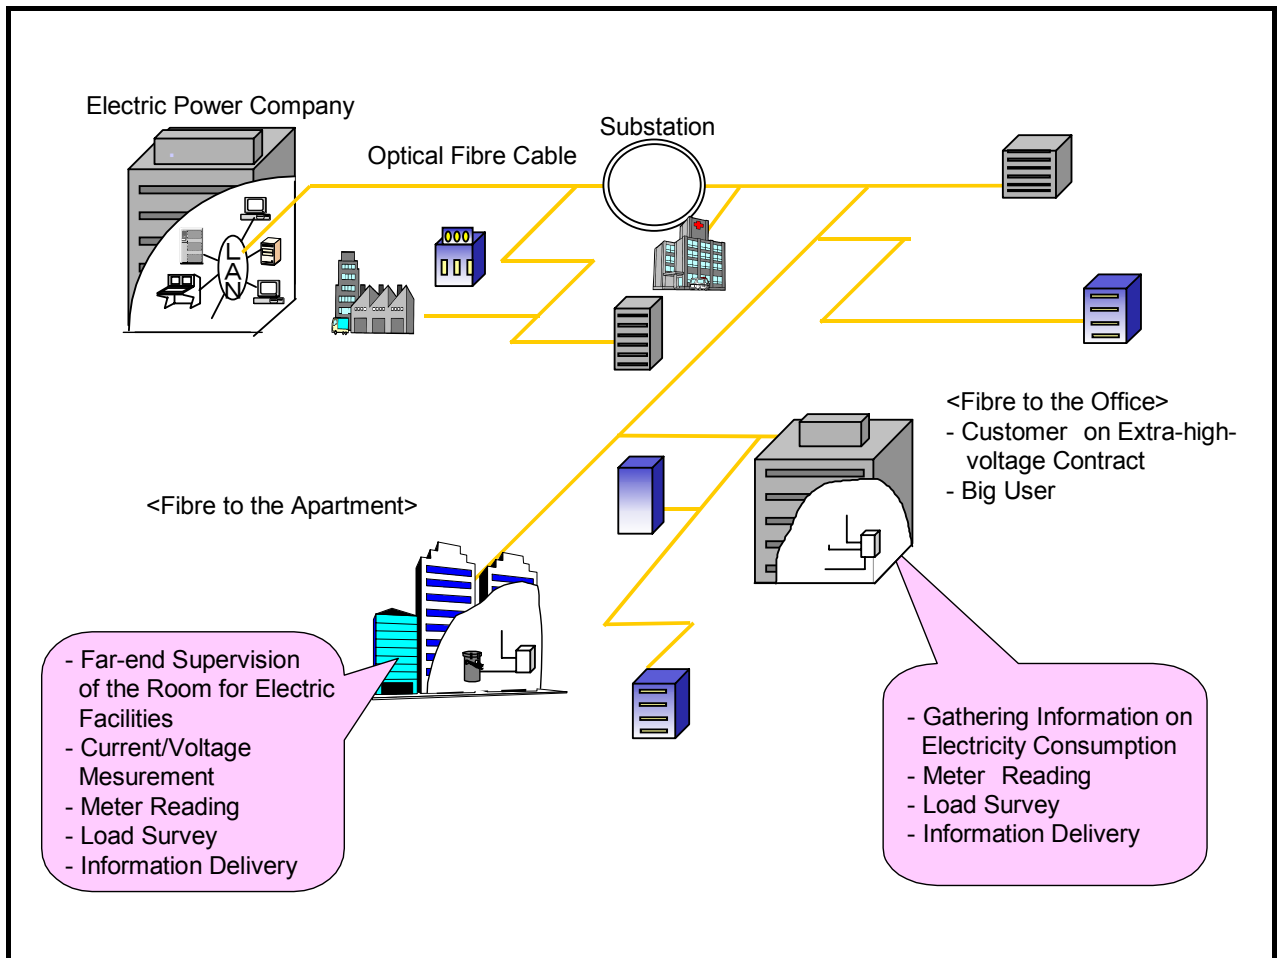 Electric Power Company
Substation
Optical Fibre Cable
LAN
<Fibre to the Office>
- Customer on Extra-high-
voltage Contract
- Big User
<Fibre to the Apartment>
- Far-end Supervision
of the Room for Electric
Facilities
- Current/Voltage
Mesurement
- Meter Reading
- Load Survey
- Information Delivery
- Gathering Information on
Electricity Consumption
- Meter Reading
- Load Survey
- Information Delivery